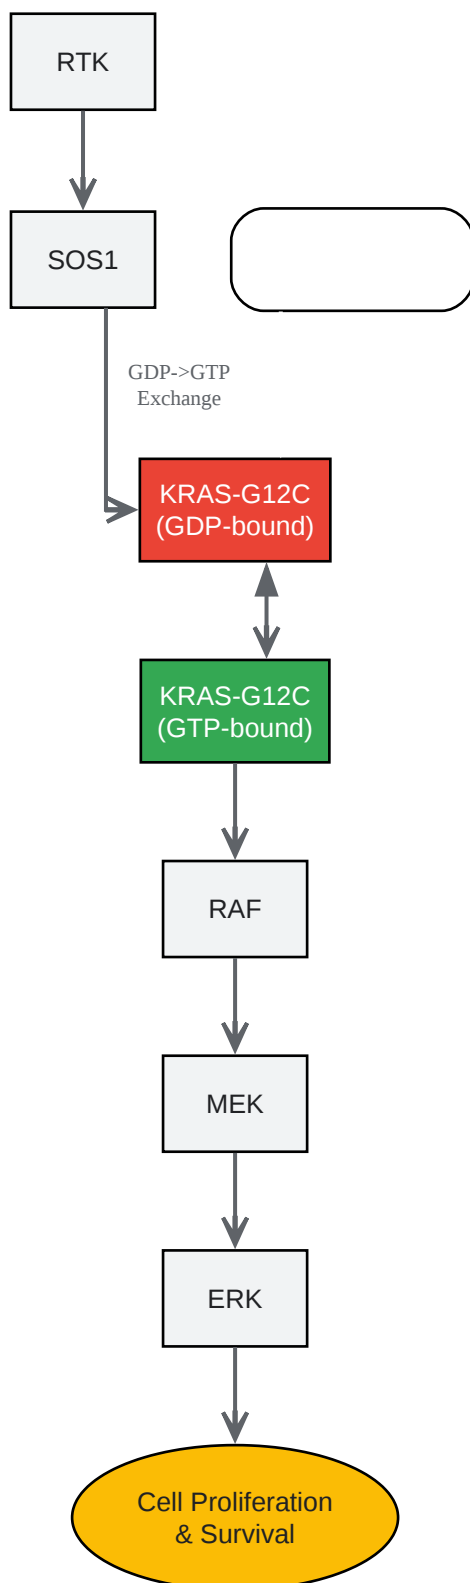 RTK
SOS1
GDP->GTP
Exchange
KRAS-G12C
(GDP-bound)
KRAS-G12C
(GTP-bound)
RAF
MEK
ERK
Cell Proliferation
& Survival